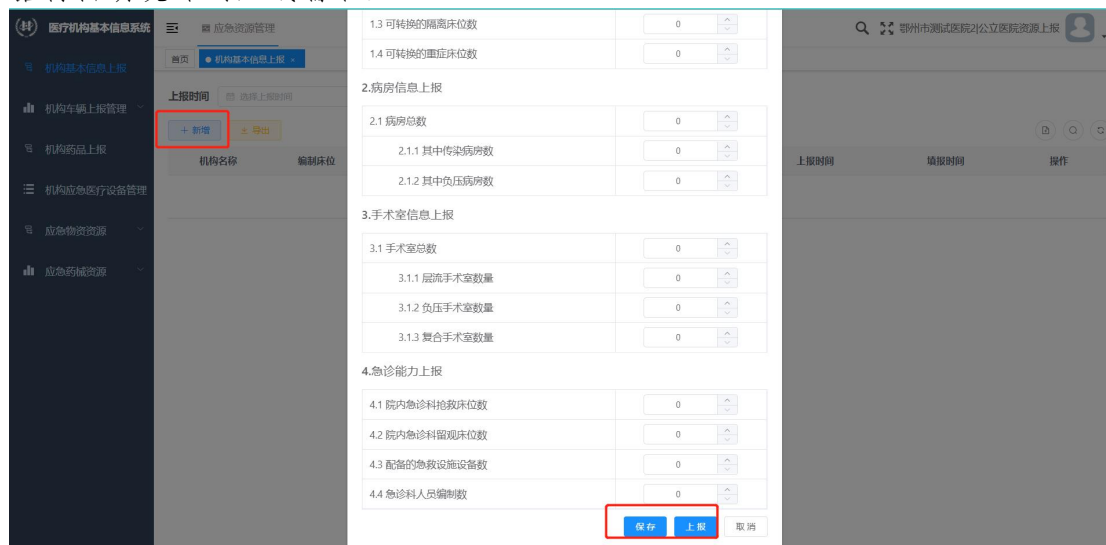 医疗机构基本信息系统
应急资源管理
鄂州市测试医院2|公立医院资源上报
首页
机构基本信息上报 ×
机构基本信息上报
机构车辆上报管理
机构药品上报
机构应急医疗设备管理
应急物资资源
应急药械资源
上报时间 选择上报时间
+ 新增
导出
机构名称 编制床位 上报时间 填报时间 操作
1.3 可转换的隔离床位数 0
1.4 可转换的重症床位数 0
2.病房信息上报
2.1 病房总数 0
2.1.1 其中传染病房数 0
2.1.2 其中负压病房数 0
3.手术室信息上报
3.1 手术室总数 0
3.1.1 层流手术室数量 0
3.1.2 负压手术室数量 0
3.1.3 复合手术室数量 0
4.急诊能力上报
4.1 院内急诊科抢救床位数 0
4.2 院内急诊科留观床位数 0
4.3 配备的急救设施设备数 0
4.4 急诊科人员编制数 0
保存 上报 取消